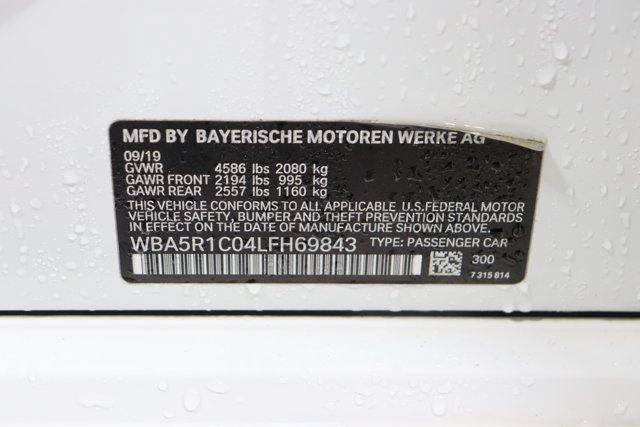 MFD BY BAYERISCHE MOTOREN WERKE AG
09/19
GVWR 4586 lbs 2080 kg
GAWR FRONT 2194 lbs 995 kg
GAWR REAR 2557 lbs 1160 kg
THIS VEHICLE CONFORMS TO ALL APPLICABLE U.S.FEDERAL MOTOR
VEHICLE SAFETY, BUMPER AND THEFT PREVENTION STANDARDS
IN EFFECT ON THE DATE OF MANUFACTURE SHOWN ABOVE.
WBA5R1C04LFH69843 TYPE: PASSENGER CAR
300
7 315 814